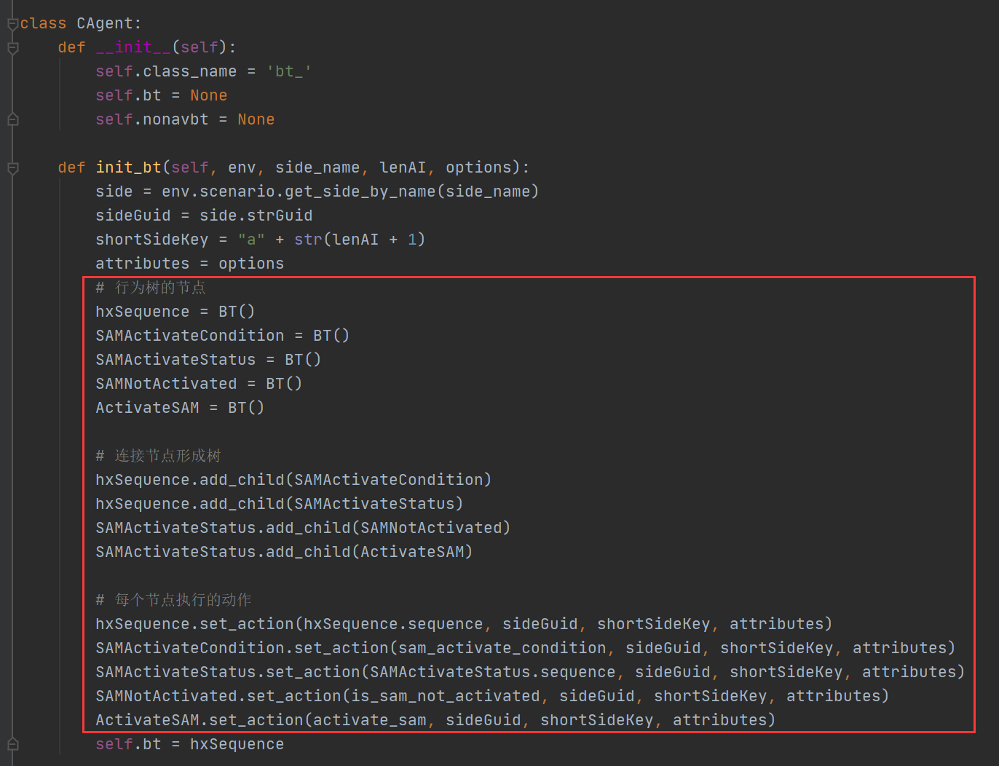 class CAgent:
    def __init__(self):
        self.class_name = 'bt_'
        self.bt = None
        self.nonavbt = None
    def init_bt(self, env, side_name, lenAI, options):
        side = env.scenario.get_side_by_name(side_name)
        sideGuid = side.strGuid
        shortSideKey = "a" + str(lenAI + 1)
        attributes = options
        # 行为树的节点
        hxSequence = BT()
        SAMActivateCondition = BT()
        SAMActivateStatus = BT()
        SAMNotActivated = BT()
        ActivateSAM = BT()
        # 连接节点形成树
        hxSequence.add_child(SAMActivateCondition)
        hxSequence.add_child(SAMActivateStatus)
        SAMActivateStatus.add_child(SAMNotActivated)
        SAMActivateStatus.add_child(ActivateSAM)
        # 每个节点执行的动作
        hxSequence.set_action(hxSequence.sequence, sideGuid, shortSideKey, attributes)
        SAMActivateCondition.set_action(sam_activate_condition, sideGuid, shortSideKey, attributes)
        SAMActivateStatus.set_action(SAMActivateStatus.sequence, sideGuid, shortSideKey, attributes)
        SAMNotActivated.set_action(is_sam_not_activated, sideGuid, shortSideKey, attributes)
        ActivateSAM.set_action(activate_sam, sideGuid, shortSideKey, attributes)
        self.bt = hxSequence